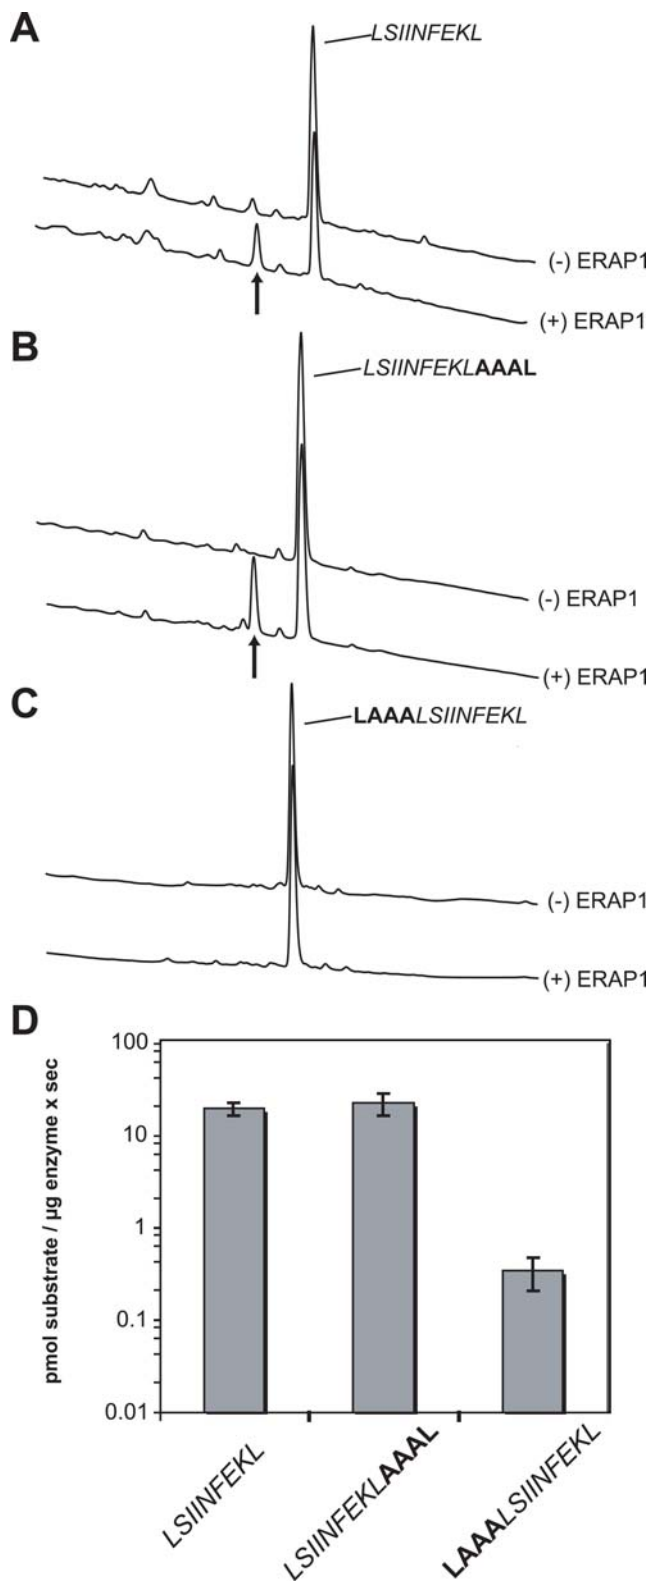 A
LSIINFEKL
(-) ERAP1
(+) ERAP1
B
LSIINFEKLAAAL
(-) ERAP1
(+) ERAP1
C
LAAALSIINFEKL
(-) ERAP1
(+) ERAP1
D
pmol substrate / µg enzyme x sec
100
10
1
0.1
0.01
LSIINFEKL
LSIINFEKLAAAL
LAAALSIINFEKL